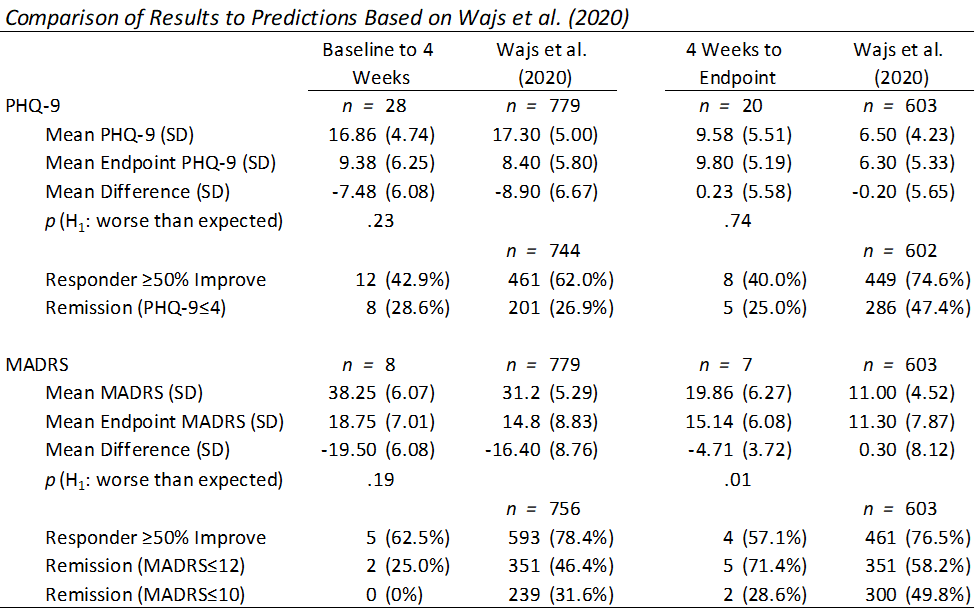 Comparison of Results to Predictions Based on Wajs et al. (2020)
Baseline to 4 Weeks Wajs et al. (2020) 4 Weeks to Endpoint Wajs et al. (2020)
PHQ-9 n = 28 n = 779 n = 20 n = 603
Mean PHQ-9 (SD) 16.86 (4.74) 17.30 (5.00) 9.58 (5.51) 6.50 (4.23)
Mean Endpoint PHQ-9 (SD) 9.38 (6.25) 8.40 (5.80) 9.80 (5.19) 6.30 (5.33)
Mean Difference (SD) -7.48 (6.08) -8.90 (6.67) 0.23 (5.58) -0.20 (5.65)
p (H1: worse than expected) .23 .74
n = 744 n = 602
Responder ≥50% Improve 12 (42.9%) 461 (62.0%) 8 (40.0%) 449 (74.6%)
Remission (PHQ-9≤4) 8 (28.6%) 201 (26.9%) 5 (25.0%) 286 (47.4%)
MADRS n = 8 n = 779 n = 7 n = 603
Mean MADRS (SD) 38.25 (6.07) 31.2 (5.29) 19.86 (6.27) 11.00 (4.52)
Mean Endpoint MADRS (SD) 18.75 (7.01) 14.8 (8.83) 15.14 (6.08) 11.30 (7.87)
Mean Difference (SD) -19.50 (6.08) -16.40 (8.76) -4.71 (3.72) 0.30 (8.12)
p (H1: worse than expected) .19 .01
n = 756 n = 603
Responder ≥50% Improve 5 (62.5%) 593 (78.4%) 4 (57.1%) 461 (76.5%)
Remission (MADRS≤12) 2 (25.0%) 351 (46.4%) 5 (71.4%) 351 (58.2%)
Remission (MADRS≤10) 0 (0%) 239 (31.6%) 2 (28.6%) 300 (49.8%)